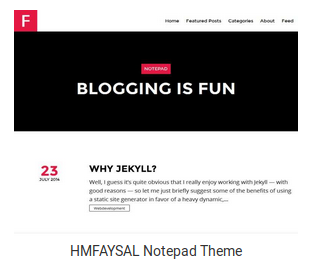 F
Home Featured Posts Categories About Feed
NOTEPAD
BLOGGING IS FUN
23
JULY 2014
WHY JEKYLL?
Well, I guess it's quite obvious that I really enjoy working with Jekyll — with
good reasons — so let me just briefly suggest some of the benefits of using
a static site generator in favor of a heavy dynamic,...
Webdevelopment
HMFAYSAL Notepad Theme